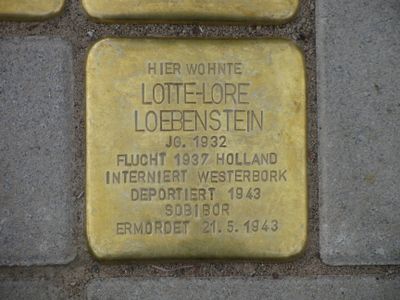 HIER WOHNTE
LOTTE-LORE
LOEBENSTEIN
JG. 1932
FLUCHT 1937 HOLLAND
INTERNIERT WESTERBORK
DEPORTIERT 1943
SOBIBOR
ERMORDET 21.5.1943